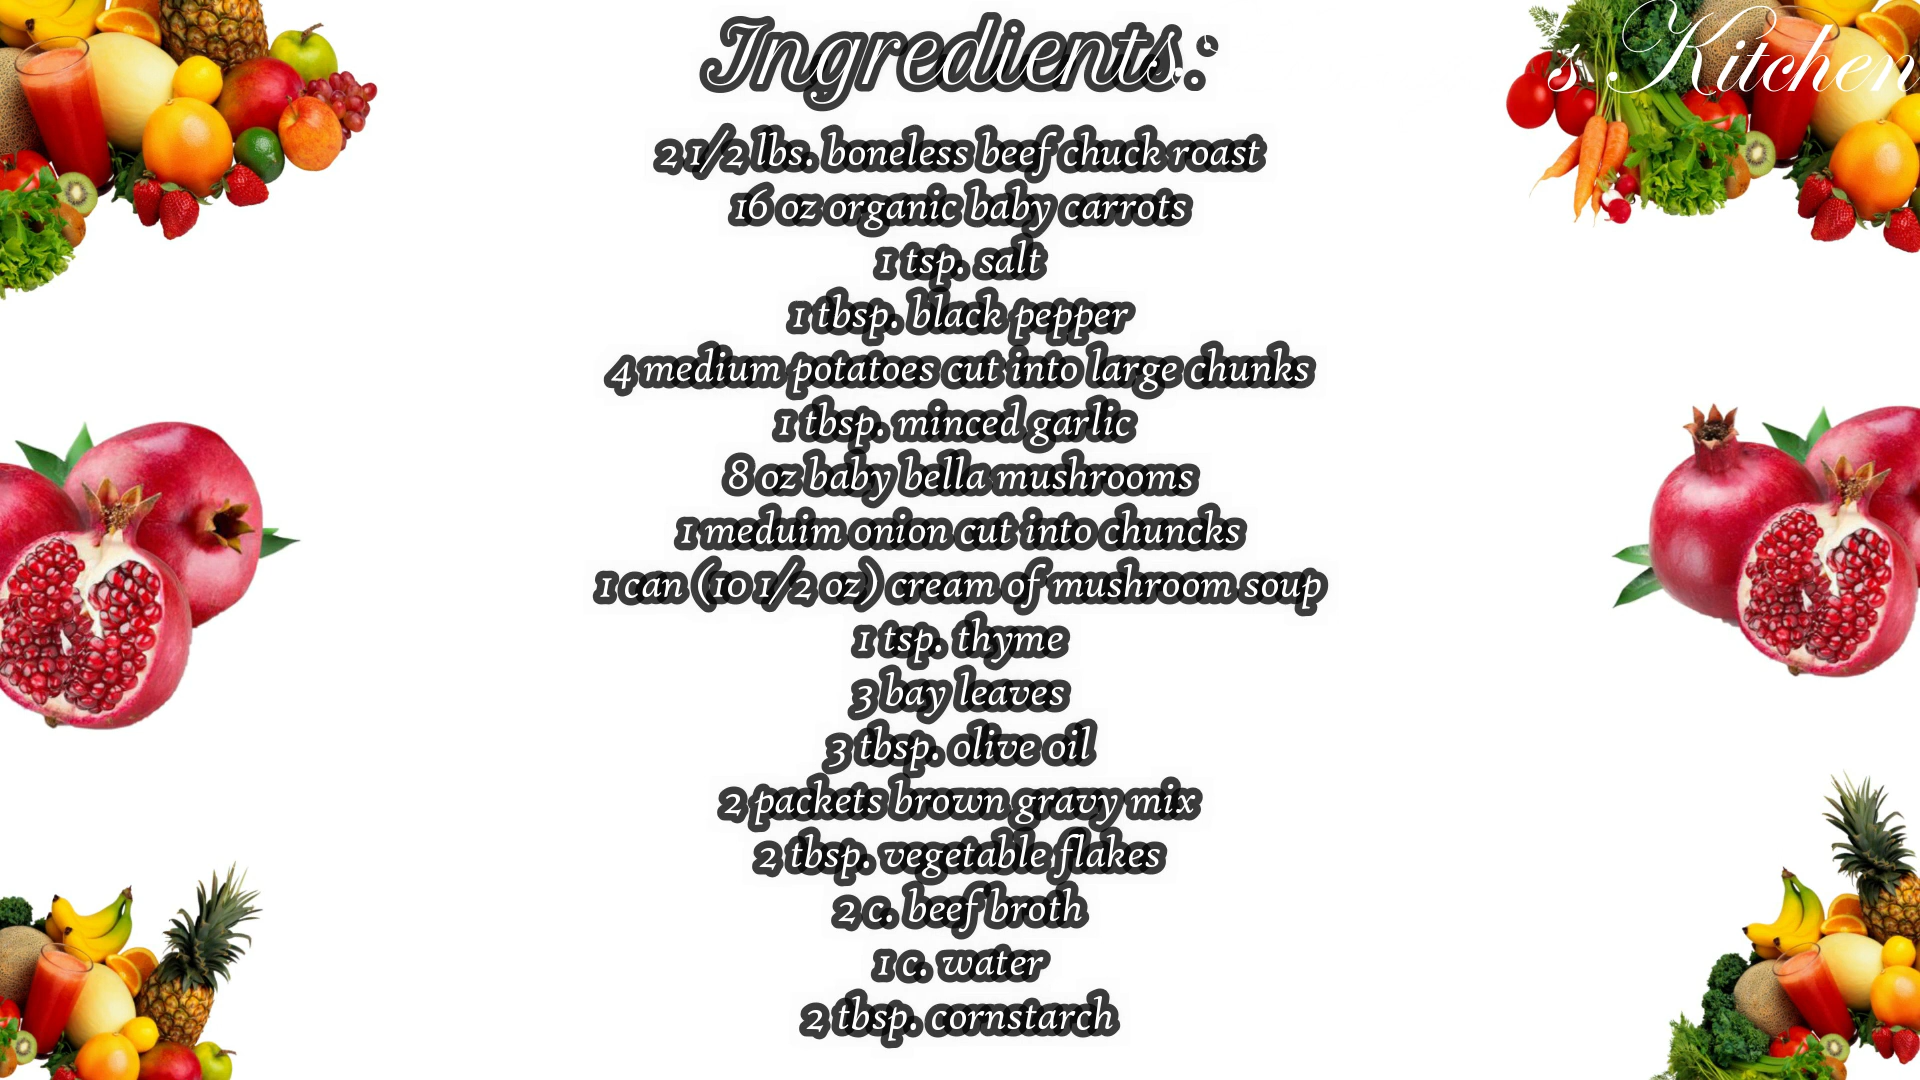 Ingredients:
's Kitchen
2 1/2 lbs. boneless beef chuck roast
16 oz organic baby carrots
1 tsp. salt
1 tbsp. black pepper
4 medium potatoes cut into large chunks
1 tbsp. minced garlic
8 oz baby bella mushrooms
1 meduim onion cut into chuncks
1 can (10 1/2 oz) cream of mushroom soup
1 tsp. thyme
3 bay leaves
3 tbsp. olive oil
2 packets brown gravy mix
2 tbsp. vegetable flakes
2 c. beef broth
1 c. water
2 tbsp. cornstarch